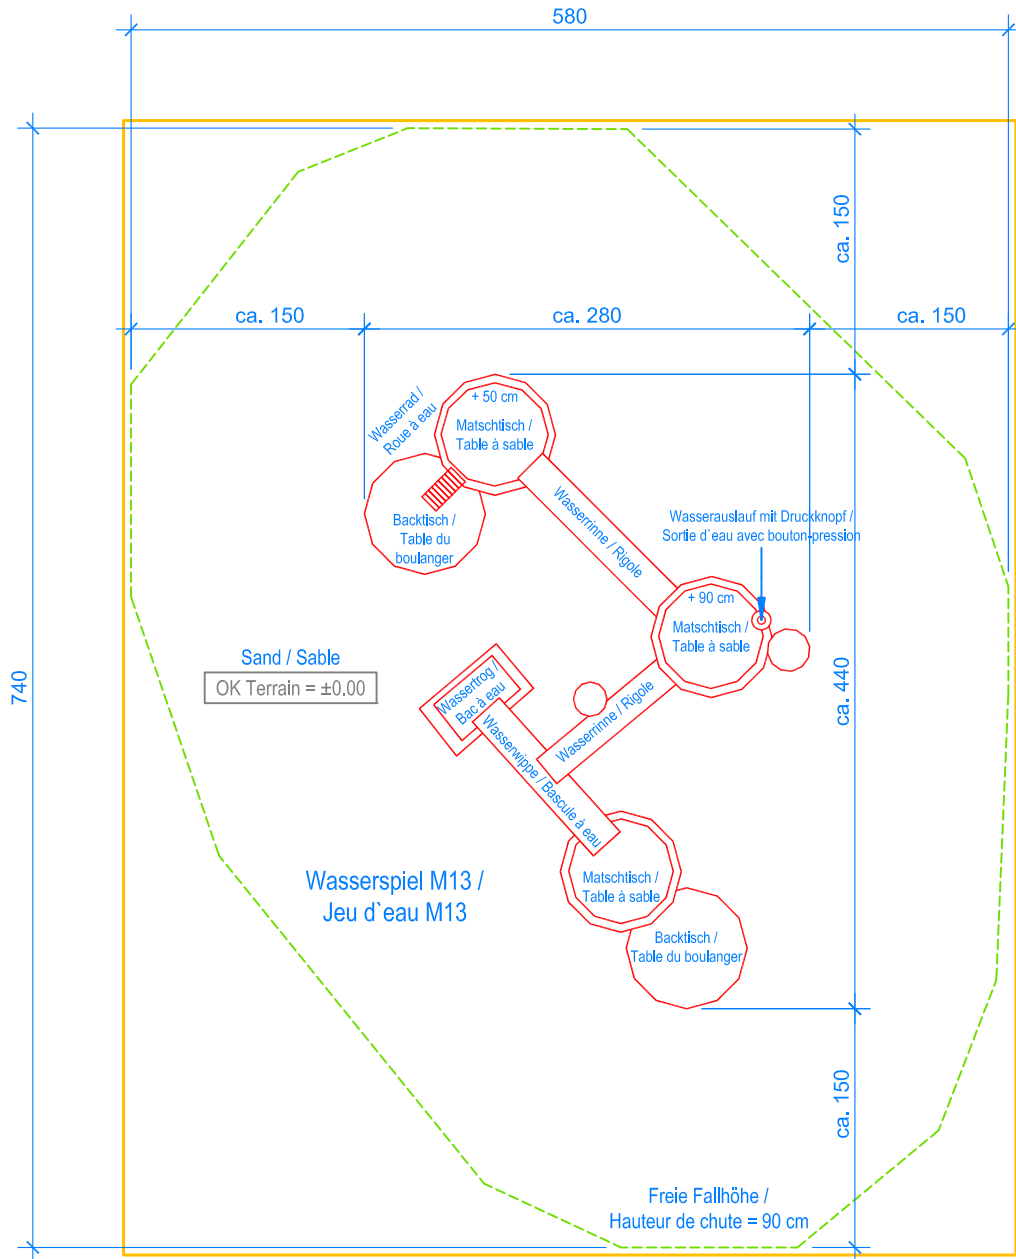 580
ca. 150
ca. 150
ca. 280
ca. 150
Wasserrad /
Roue à eau
+ 50 cm
Matschtisch /
Table à sable
Backtisch /
Table du
boulanger
Wasserrinne / Rigole
Wasserauslauf mit Druckknopf /
Sortie d`eau avec bouton-pression
+ 90 cm
Matschtisch /
Table à sable
Sand / Sable
OK Terrain = ±0.00
740
ca. 440
Wassertrog /
Bac à eau
Wasserrinne / Rigole
Wasserwippe / Bascule à eau
Wasserspiel M13 /
Jeu d`eau M13
Matschtisch /
Table à sable
Backtisch /
Table du boulanger
ca. 150
Freie Fallhöhe /
Hauteur de chute = 90 cm